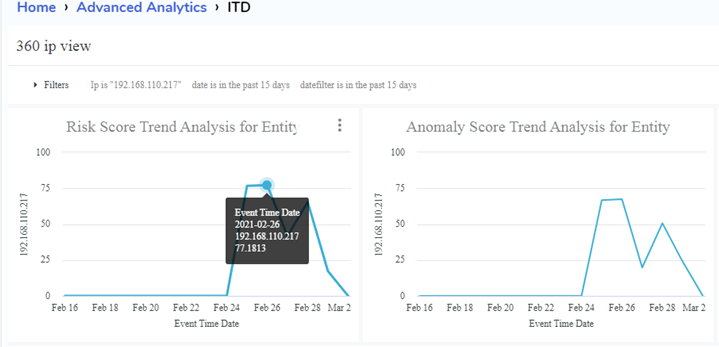 Home › Advanced Analytics › ITD
360 ip view
Filters Ip is "192.168.110.217" date is in the past 15 days datefilter is in the past 15 days
Risk Score Trend Analysis for Entity
100
75
50
25
0
192.168.110.217
Feb 16 Feb 18 Feb 20 Feb 22 Feb 24 Feb 26 Feb 28 Mar 2
Event Time Date
Event Time Date
2021-02-26
192.168.110.217
77.1813
Anomaly Score Trend Analysis for Entity
100
75
50
25
0
192.168.110.217
Feb 16 Feb 18 Feb 20 Feb 22 Feb 24 Feb 26 Feb 28 Mar 2
Event Time Date